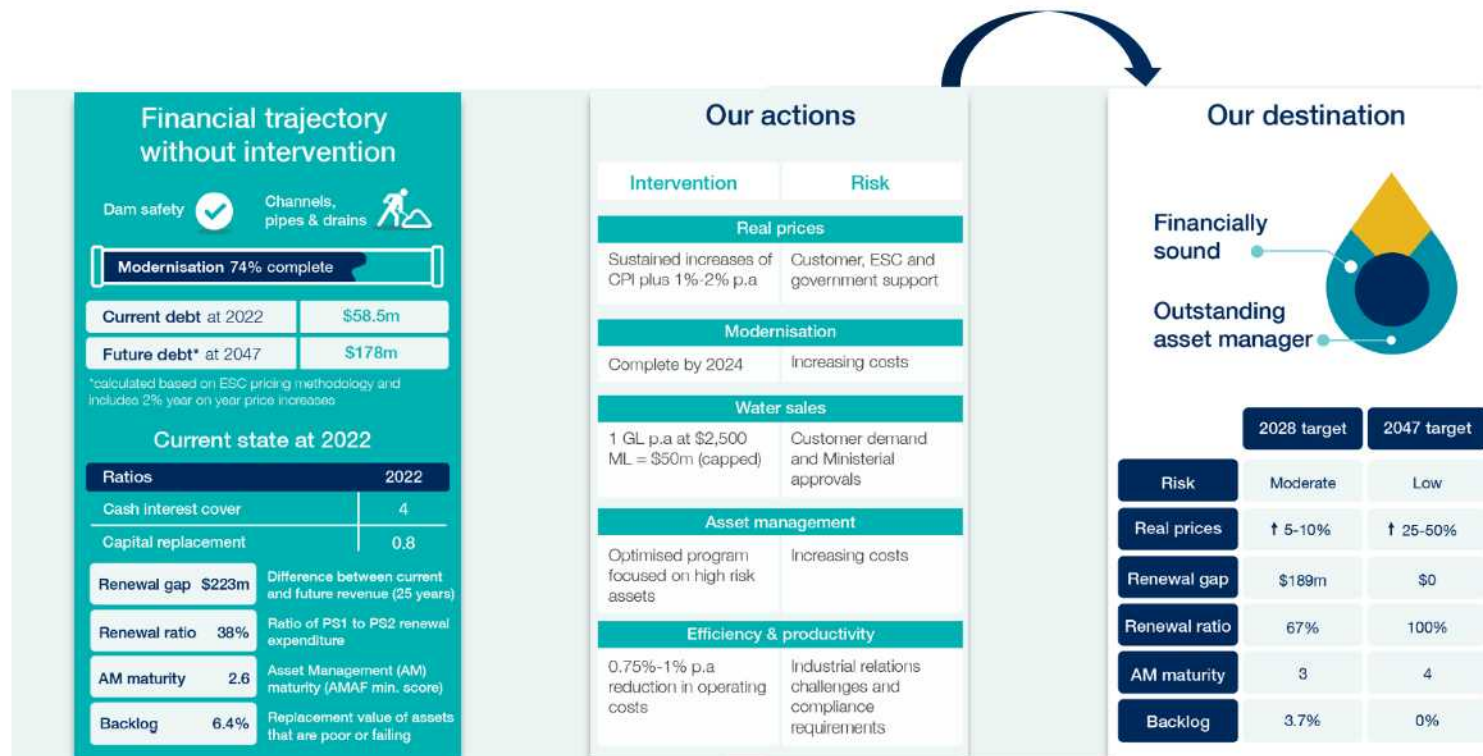 Financial trajectory
without intervention
Dam safety
Channels,
pipes & drains
Modernisation 74% complete
Current debt at 2022 $58.5m
Future debt* at 2047 $178m
*calculated based on ESC pricing methodology and
includes 2% year on year price increases
Current state at 2022
Ratios 2022
Cash interest cover 4
Capital replacement 0.8
Renewal gap $223m
Difference between current
and future revenue (25 years)
Renewal ratio 38%
Ratio of PS1 to PS2 renewal
expenditure
AM maturity 2.6
Asset Management (AM)
maturity (AMAF min. score)
Backlog 6.4%
Replacement value of assets
that are poor or failing
Our actions
Intervention Risk
Real prices
Sustained increases of
CPI plus 1%-2% p.a
Customer, ESC and
government support
Modernisation
Complete by 2024
Increasing costs
Water sales
1 GL p.a at $2,500
ML = $50m (capped)
Customer demand
and Ministerial
approvals
Asset management
Optimised program
focused on high risk
assets
Increasing costs
Efficiency & productivity
0.75%-1% p.a
reduction in operating
costs
Industrial relations
challenges and
compliance
requirements
Our destination
Financially
sound
Outstanding
asset manager
2028 target 2047 target
Risk Moderate Low
Real prices ↑ 5-10% ↑ 25-50%
Renewal gap $189m $0
Renewal ratio 67% 100%
AM maturity 3 4
Backlog 3.7% 0%